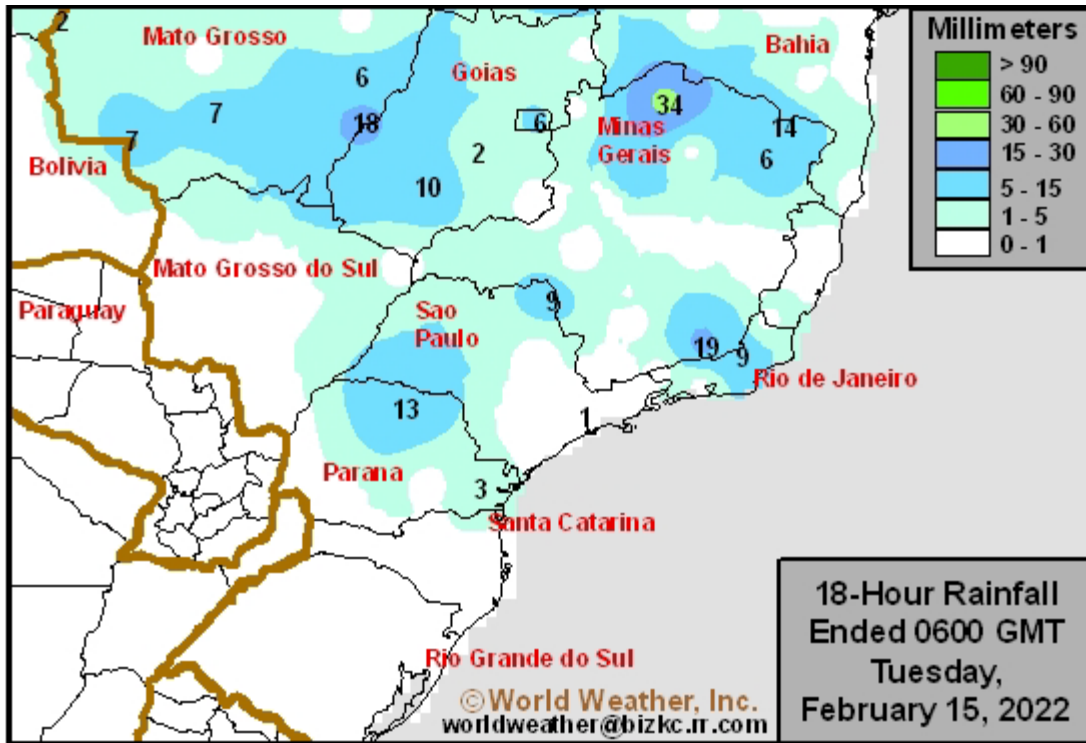 2
Mato Grosso
Bahia
Goias
6
7
18
6
34
Minas
Gerais
14
7
2
6
Bolivia
10
Mato Grosso do Sul
Paraguay
Sao
Paulo
9
19
9
Rio de Janeiro
13
1
Parana
3
Santa Catarina
Rio Grande do Sul
©World Weather, Inc.
worldweather@bizkc.rr.com
Millimeters
> 90
60 - 90
30 - 60
15 - 30
5 - 15
1 - 5
0 - 1
18-Hour Rainfall
Ended 0600 GMT
Tuesday,
February 15, 2022